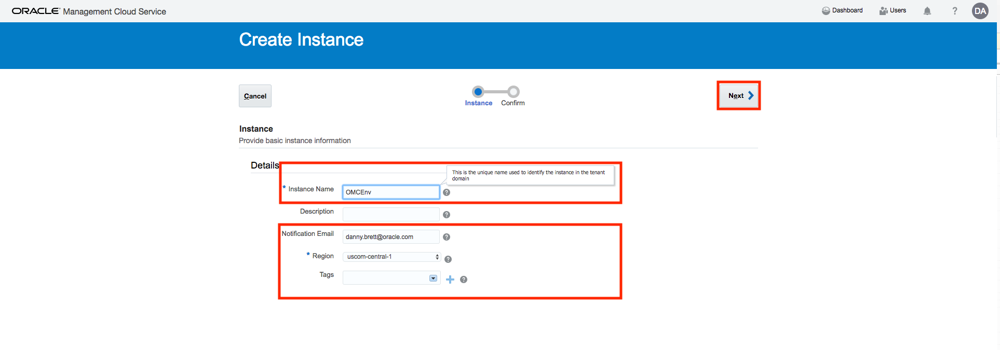 ORACLE® Management Cloud Service
Dashboard
Users
?
DA
Create Instance
Cancel
Instance
Confirm
Next
Instance
Provide basic instance information
Details
This is the unique name used to identify the instance in the tenant
domain
* Instance Name
OMCEnv
?
Description
?
Notification Email
danny.brett@oracle.com
?
* Region
uscom-central-1
?
Tags
?